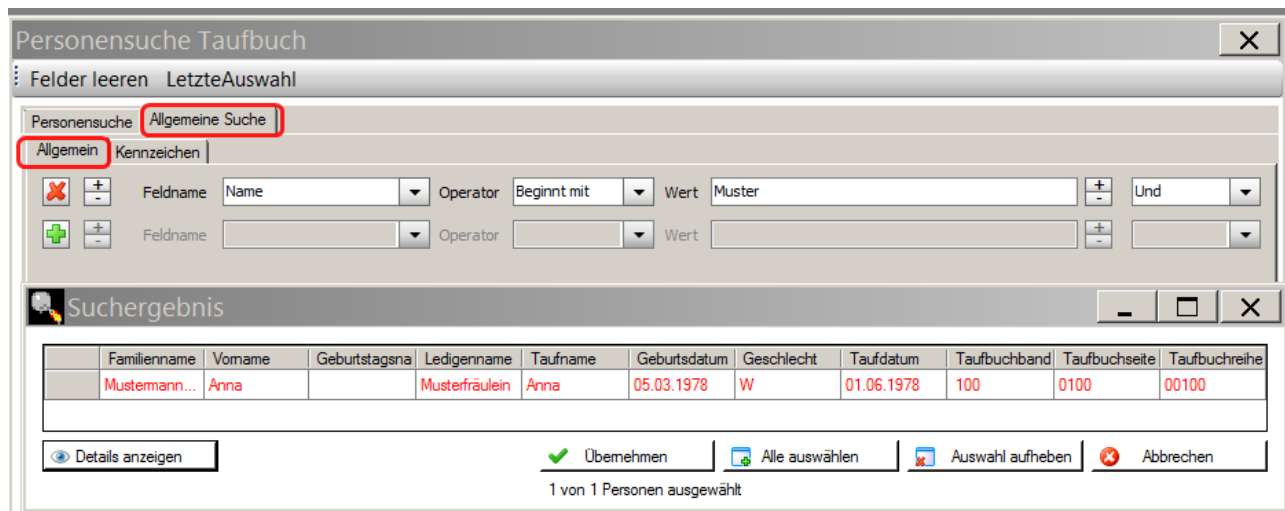 Personensuche Taufbuch
Felder leeren LetzteAuswahl
Personensuche Allgemeine Suche
Allgemein Kennzeichen
Feldname Name Operator Beginnt mit Wert Muster + - Und
Feldname Operator Wert + -
Suchergebnis
Familienname Vorname Geburtstagsna Ledigenname Taufname Geburtsdatum Geschlecht Taufdatum Taufbuchband Taufbuchseite Taufbuchreihe
Mustermann... Anna Musterfräulein Anna 05.03.1978 W 01.06.1978 100 0100 00100
Details anzeigen Übernehmen Alle auswählen Auswahl aufheben Abbrechen
1 von 1 Personen ausgewählt